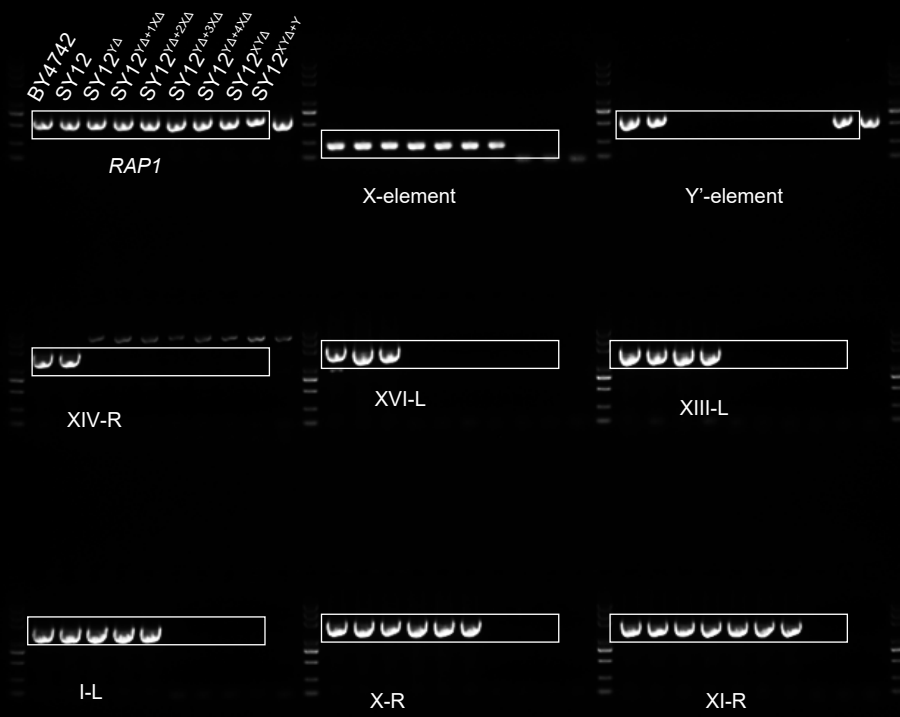 BY4742
SY12
SY12YΔ
SY12YΔ+1XΔ
SY12YΔ+2XΔ
SY12YΔ+3XΔ
SY12YΔ+4XΔ
SY12XYΔ
SY12XYΔ+Y
RAP1
X-element
Y’-element
XIV-R
XVI-L
XIII-L
I-L
X-R
XI-R